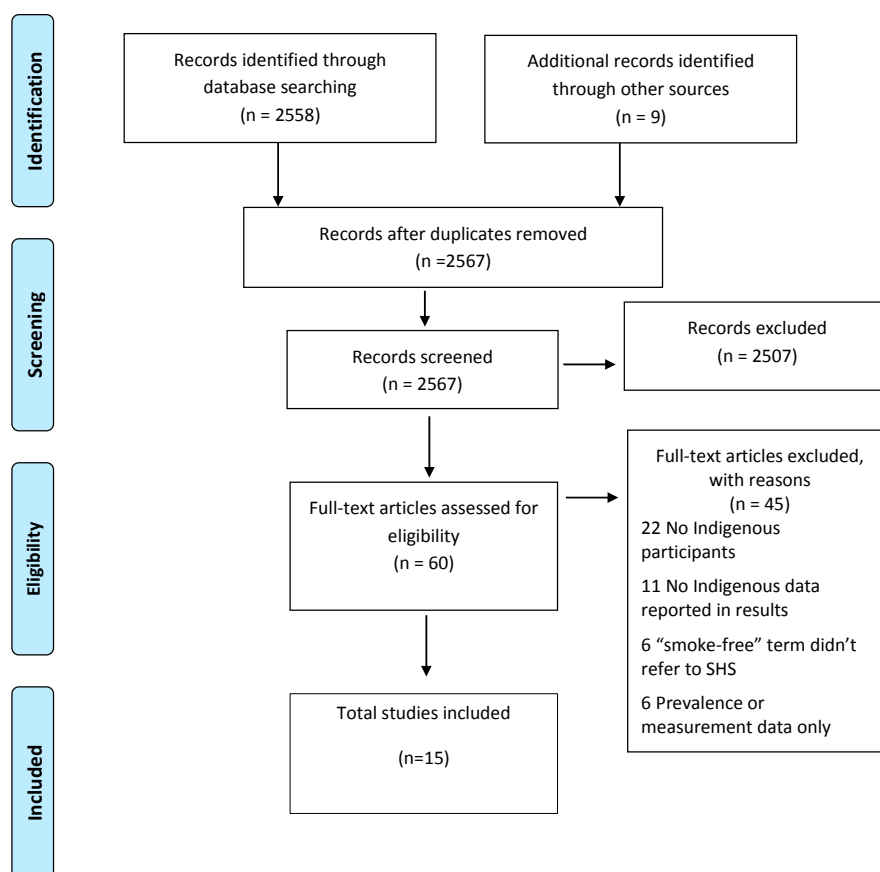 Identification
Records identified through
database searching
(n = 2558)
Additional records identified
through other sources
(n = 9)
Records after duplicates removed
(n =2567)
Screening
Records screened
(n = 2567)
Records excluded
(n = 2507)
Eligibility
Full-text articles assessed for
eligibility
(n = 60)
Full-text articles excluded,
with reasons
(n = 45)
22 No Indigenous
participants
11 No Indigenous data
reported in results
6 “smoke-free” term didn’t
refer to SHS
6 Prevalence or
measurement data only
Included
Total studies included
(n=15)